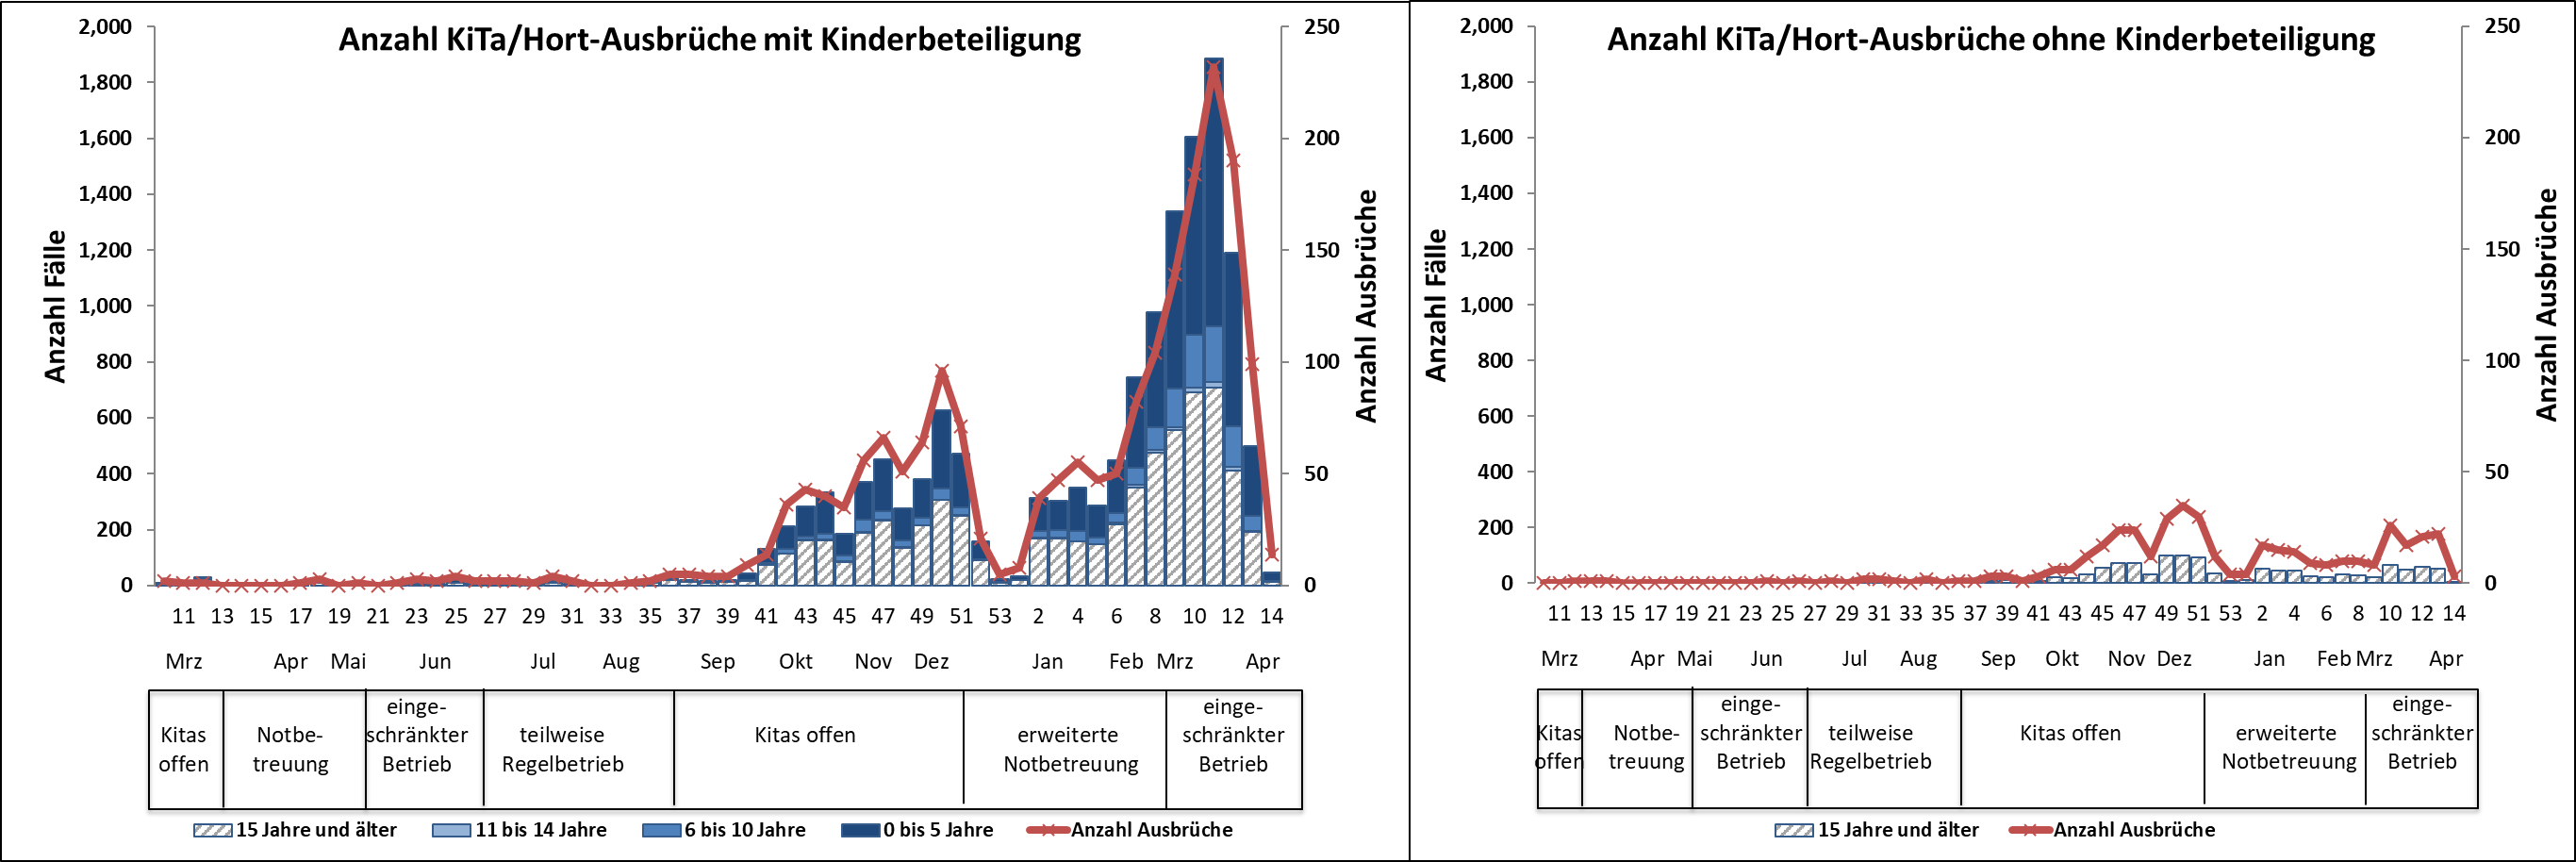 Anzahl KiTa/Hort-Ausbrüche mit Kinderbeteiligung
Anzahl Fälle
2,000
1,800
1,600
1,400
1,200
1,000
800
600
400
200
0
250
200
150
100
50
0
Anzahl Ausbrüche
11 13 15 17 19 21 23 25 27 29 31 33 35 37 39 41 43 45 47 49 51 53 2 4 6 8 10 12 14
Mrz Apr Mai Jun Jul Aug Sep Okt Nov Dez Jan Feb Mrz Apr
Kitas
offen
Notbe-
treuung
einge-
schränkter
Betrieb
teilweise
Regelbetrieb
Kitas offen
erweiterte
Notbetreuung
einge-
schränkter
Betrieb
15 Jahre und älter 11 bis 14 Jahre 6 bis 10 Jahre 0 bis 5 Jahre Anzahl Ausbrüche
Anzahl KiTa/Hort-Ausbrüche ohne Kinderbeteiligung
Anzahl Fälle
2,000
1,800
1,600
1,400
1,200
1,000
800
600
400
200
0
250
200
150
100
50
0
Anzahl Ausbrüche
11 13 15 17 19 21 23 25 27 29 31 33 35 37 39 41 43 45 47 49 51 53 2 4 6 8 10 12 14
Mrz Apr Mai Jun Jul Aug Sep Okt Nov Dez Jan Feb Mrz Apr
Kitas
offen
Notbe-
treuung
einge-
schränkter
Betrieb
teilweise
Regelbetrieb
Kitas offen
erweiterte
Notbetreuung
einge-
schränkter
Betrieb
15 Jahre und älter Anzahl Ausbrüche